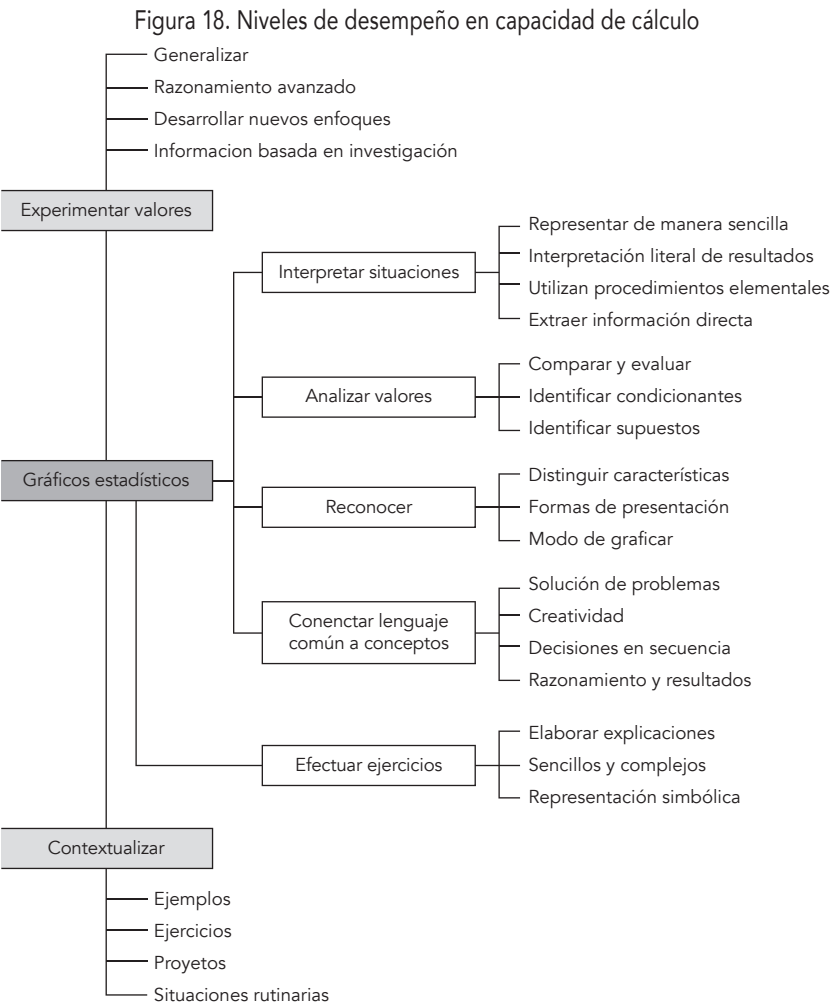 Figura 18. Niveles de desempeño en capacidad de cálculo
Generalizar
Razonamiento avanzado
Desarrollar nuevos enfoques
Informacion basada en investigación
Experimentar valores
Interpretar situaciones
Representar de manera sencilla
Interpretación literal de resultados
Utilizan procedimientos elementales
Extraer información directa
Analizar valores
Comparar y evaluar
Identificar condicionantes
Identificar supuestos
Gráficos estadísticos
Reconocer
Distinguir características
Formas de presentación
Modo de graficar
Conenctar lenguaje
común a conceptos
Solución de problemas
Creatividad
Decisiones en secuencia
Razonamiento y resultados
Efectuar ejercicios
Elaborar explicaciones
Sencillos y complejos
Representación simbólica
Contextualizar
Ejemplos
Ejercicios
Proyetos
Situaciones rutinarias